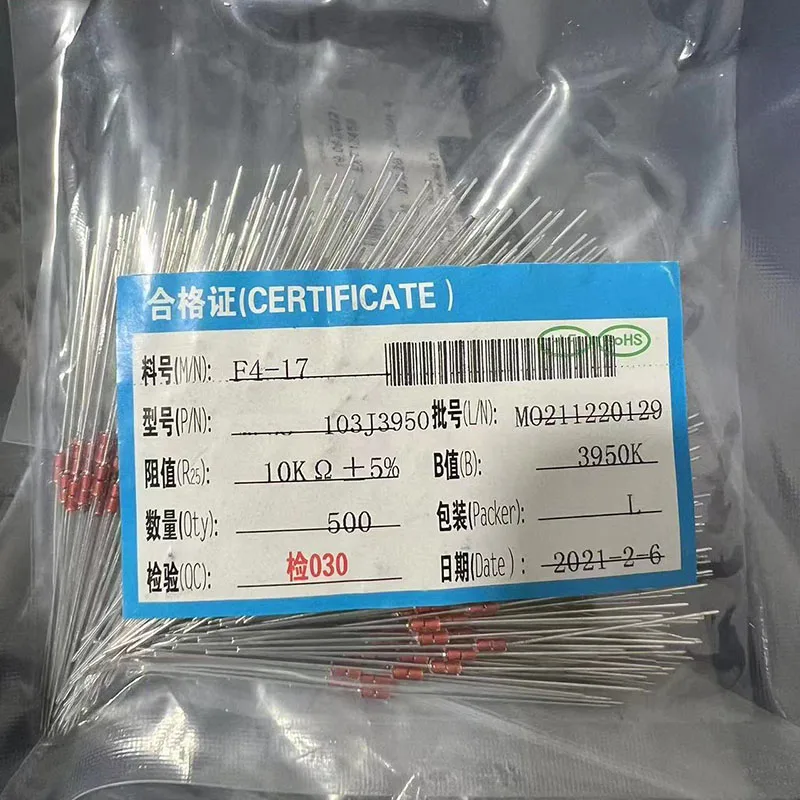 合格证(CERTIFICATE)
料号(M/N): F4-17
RoHS
型号(P/N): 103J3950 批号(L/N): MO211220129
阻值(R25): 10KΩ±5% B值(B): 3950K
数量(Qty): 500 包装(Packer): L
检验(QC): 检030 日期(Date): 2021-2-6